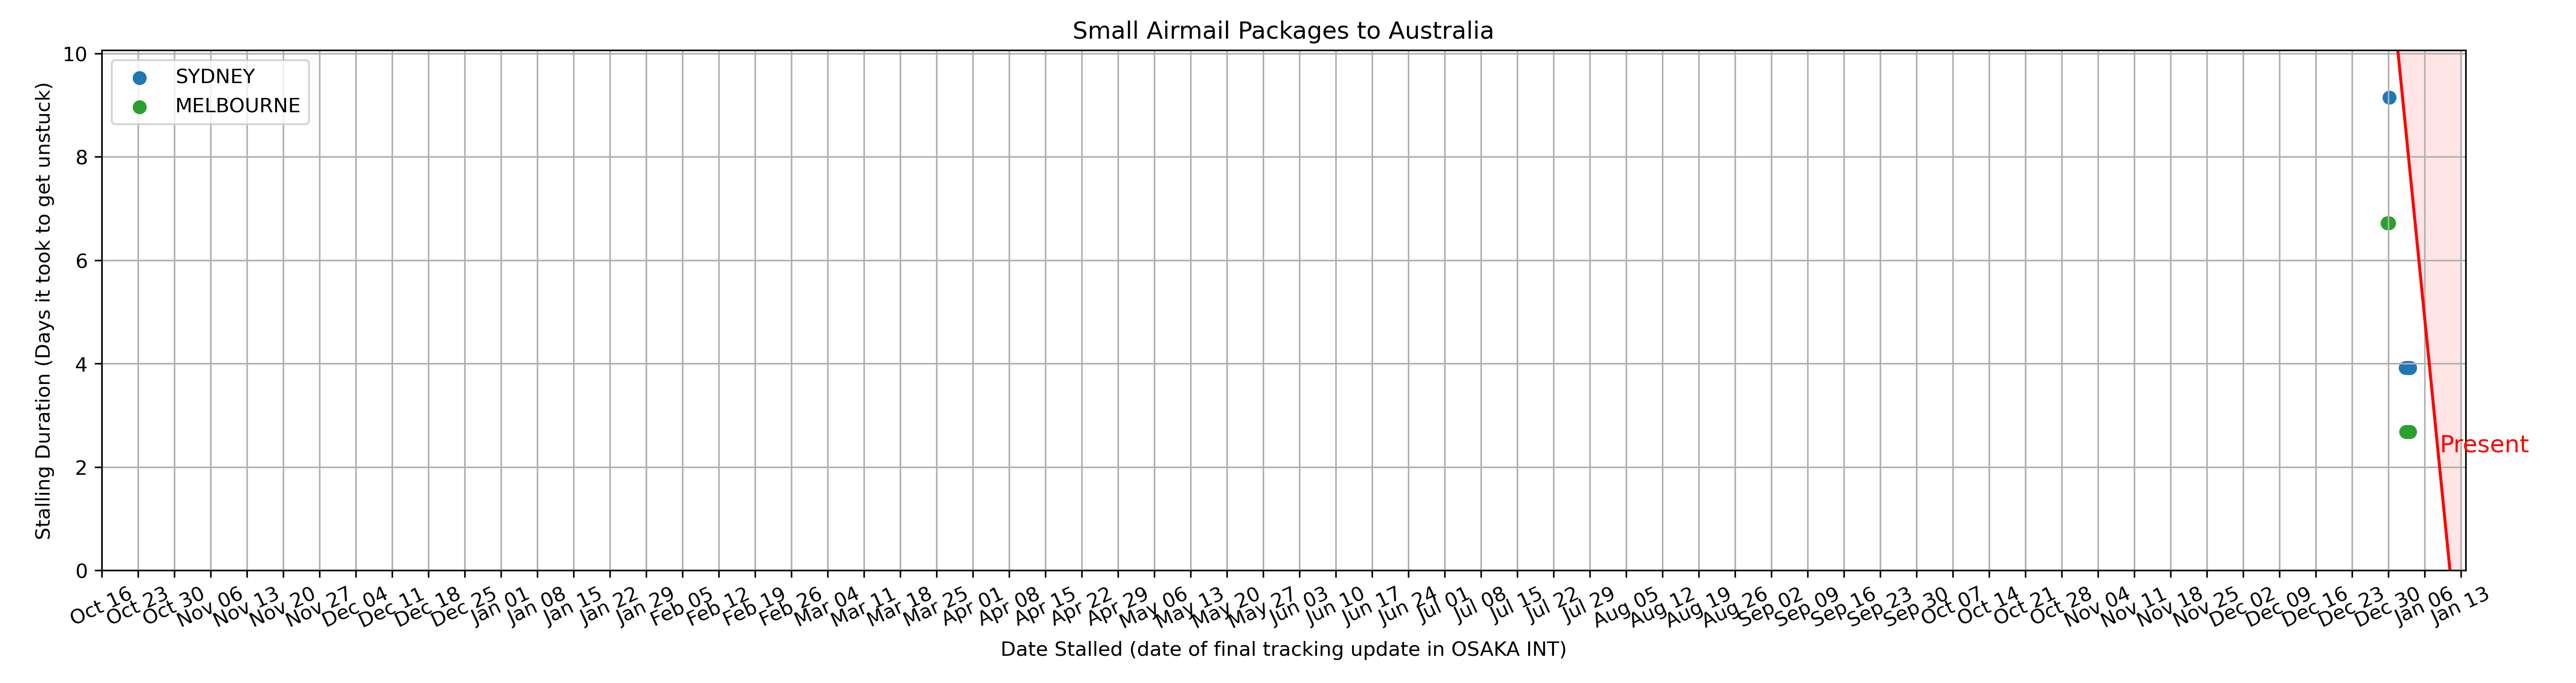 Small Airmail Packages to Australia
SYDNEY
MELBOURNE
Stalling Duration (Days it took to get unstuck)
10
8
6
4
2
0
Present
Oct 16
Oct 23
Oct 30
Nov 06
Nov 13
Nov 20
Nov 27
Dec 04
Dec 11
Dec 18
Dec 25
Jan 01
Jan 08
Jan 15
Jan 22
Jan 29
Feb 05
Feb 12
Feb 19
Feb 26
Mar 04
Mar 11
Mar 18
Mar 25
Apr 01
Apr 08
Apr 15
Apr 22
Apr 29
May 06
May 13
May 20
May 27
Jun 03
Jun 10
Jun 17
Jun 24
Jul 01
Jul 08
Jul 15
Jul 22
Jul 29
Aug 05
Aug 12
Aug 19
Aug 26
Sep 02
Sep 09
Sep 16
Sep 23
Sep 30
Oct 07
Oct 14
Oct 21
Oct 28
Nov 04
Nov 11
Nov 18
Nov 25
Dec 02
Dec 09
Dec 16
Dec 23
Dec 30
Jan 06
Jan 13
Date Stalled (date of final tracking update in OSAKA INT)